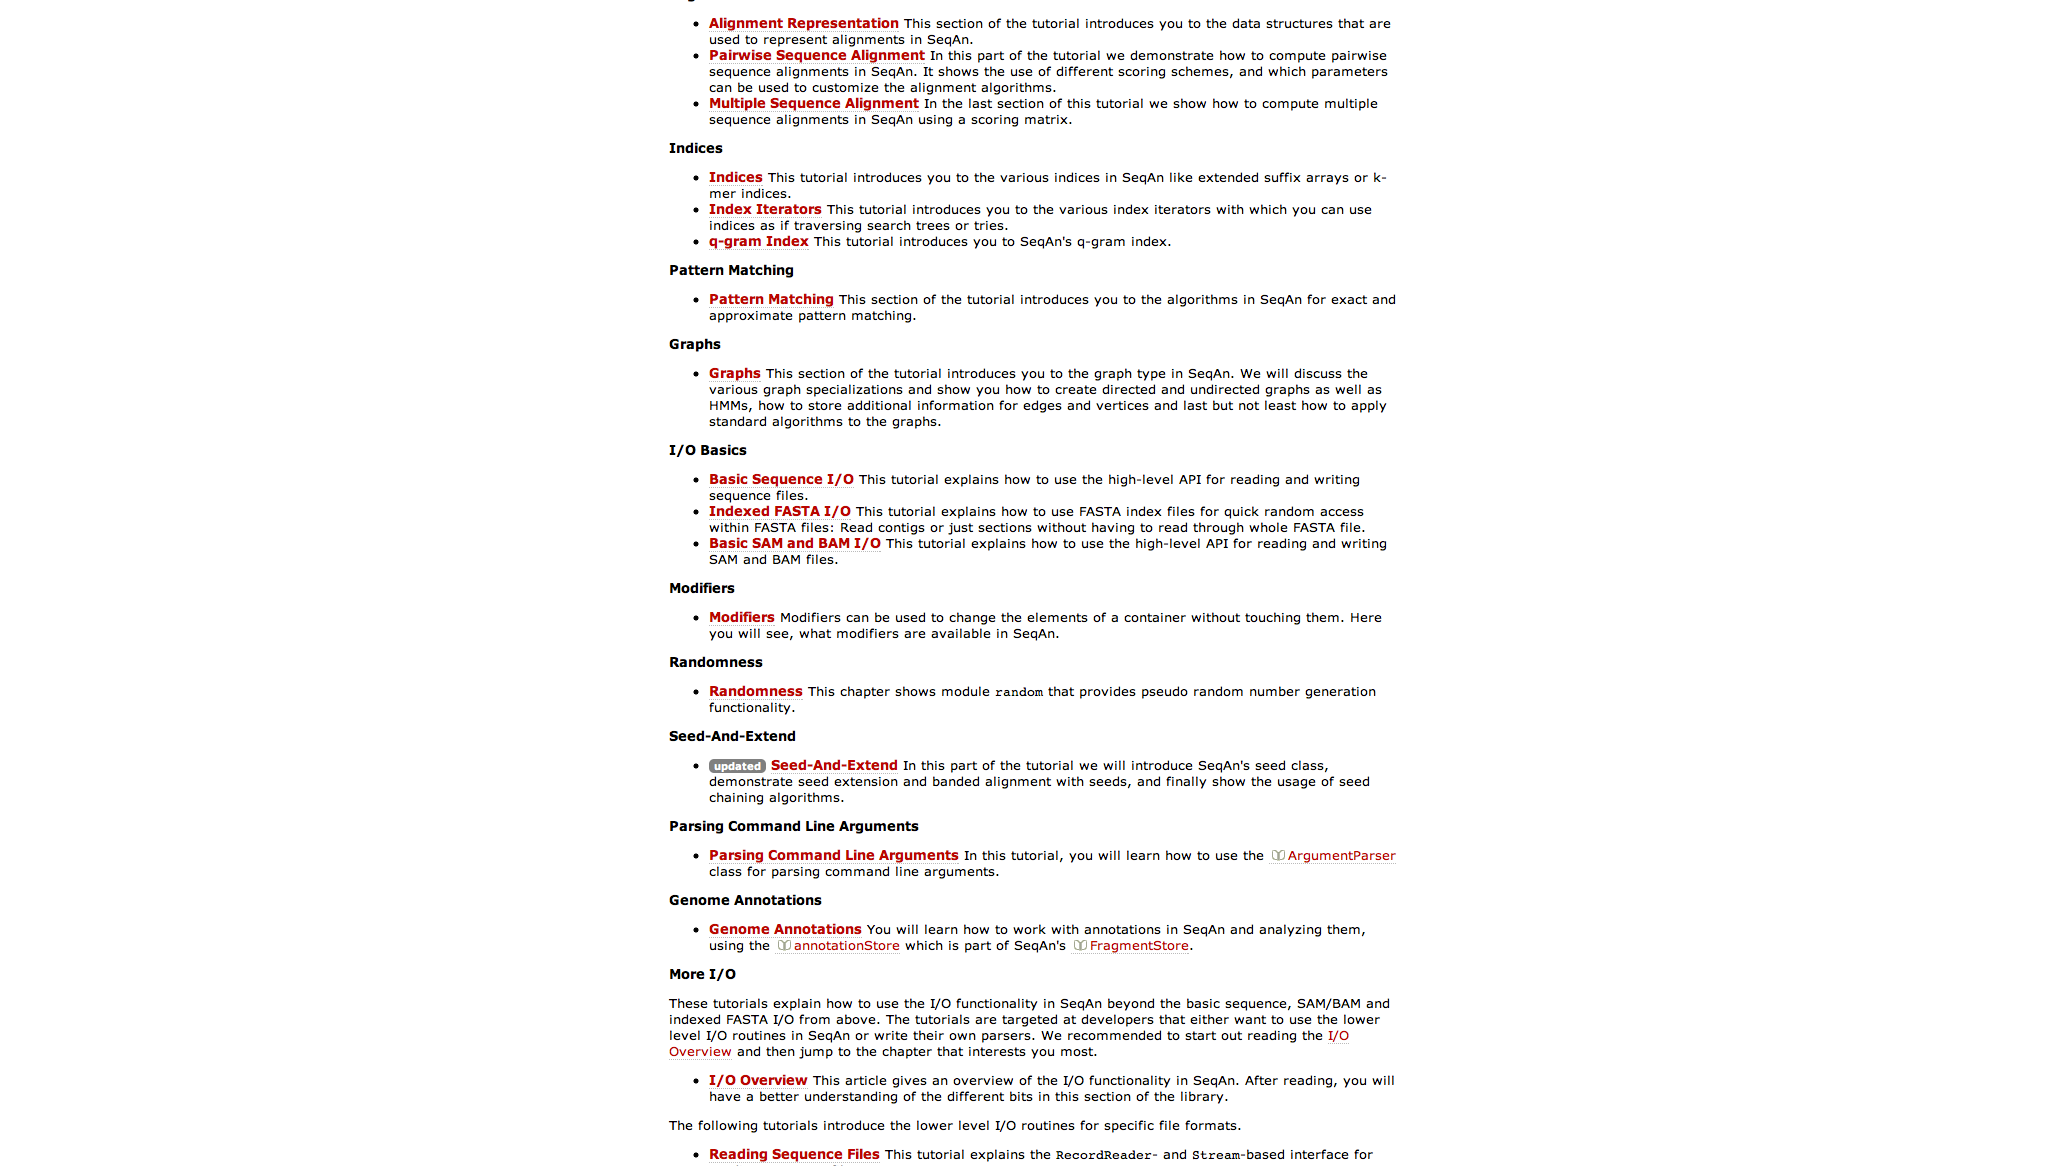 Alignment Representation This section of the tutorial introduces you to the data structures that are
used to represent alignments in SeqAn.
Pairwise Sequence Alignment In this part of the tutorial we demonstrate how to compute pairwise
sequence alignments in SeqAn. It shows the use of different scoring schemes, and which parameters
can be used to customize the alignment algorithms.
Multiple Sequence Alignment In the last section of this tutorial we show how to compute multiple
sequence alignments in SeqAn using a scoring matrix.
Indices
Indices This tutorial introduces you to the various indices in SeqAn like extended suffix arrays or k-
mer indices.
Index Iterators This tutorial introduces you to the various index iterators with which you can use
indices as if traversing search trees or tries.
q-gram Index This tutorial introduces you to SeqAn's q-gram index.
Pattern Matching
Pattern Matching This section of the tutorial introduces you to the algorithms in SeqAn for exact and
approximate pattern matching.
Graphs
Graphs This section of the tutorial introduces you to the graph type in SeqAn. We will discuss the
various graph specializations and show you how to create directed and undirected graphs as well as
HMMs, how to store additional information for edges and vertices and last but not least how to apply
standard algorithms to the graphs.
I/O Basics
Basic Sequence I/O This tutorial explains how to use the high-level API for reading and writing
sequence files.
Indexed FASTA I/O This tutorial explains how to use FASTA index files for quick random access
within FASTA files: Read contigs or just sections without having to read through whole FASTA file.
Basic SAM and BAM I/O This tutorial explains how to use the high-level API for reading and writing
SAM and BAM files.
Modifiers
Modifiers Modifiers can be used to change the elements of a container without touching them. Here
you will see, what modifiers are available in SeqAn.
Randomness
Randomness This chapter shows module random that provides pseudo random number generation
functionality.
Seed-And-Extend
updated Seed-And-Extend In this part of the tutorial we will introduce SeqAn's seed class,
demonstrate seed extension and banded alignment with seeds, and finally show the usage of seed
chaining algorithms.
Parsing Command Line Arguments
Parsing Command Line Arguments In this tutorial, you will learn how to use the ArgumentParser
class for parsing command line arguments.
Genome Annotations
Genome Annotations You will learn how to work with annotations in SeqAn and analyzing them,
using the annotationStore which is part of SeqAn's FragmentStore.
More I/O
These tutorials explain how to use the I/O functionality in SeqAn beyond the basic sequence, SAM/BAM and
indexed FASTA I/O from above. The tutorials are targeted at developers that either want to use the lower
level I/O routines in SeqAn or write their own parsers. We recommended to start out reading the I/O
Overview and then jump to the chapter that interests you most.
I/O Overview This article gives an overview of the I/O functionality in SeqAn. After reading, you will
have a better understanding of the different bits in this section of the library.
The following tutorials introduce the lower level I/O routines for specific file formats.
Reading Sequence Files This tutorial explains the RecordReader- and Stream-based interface for